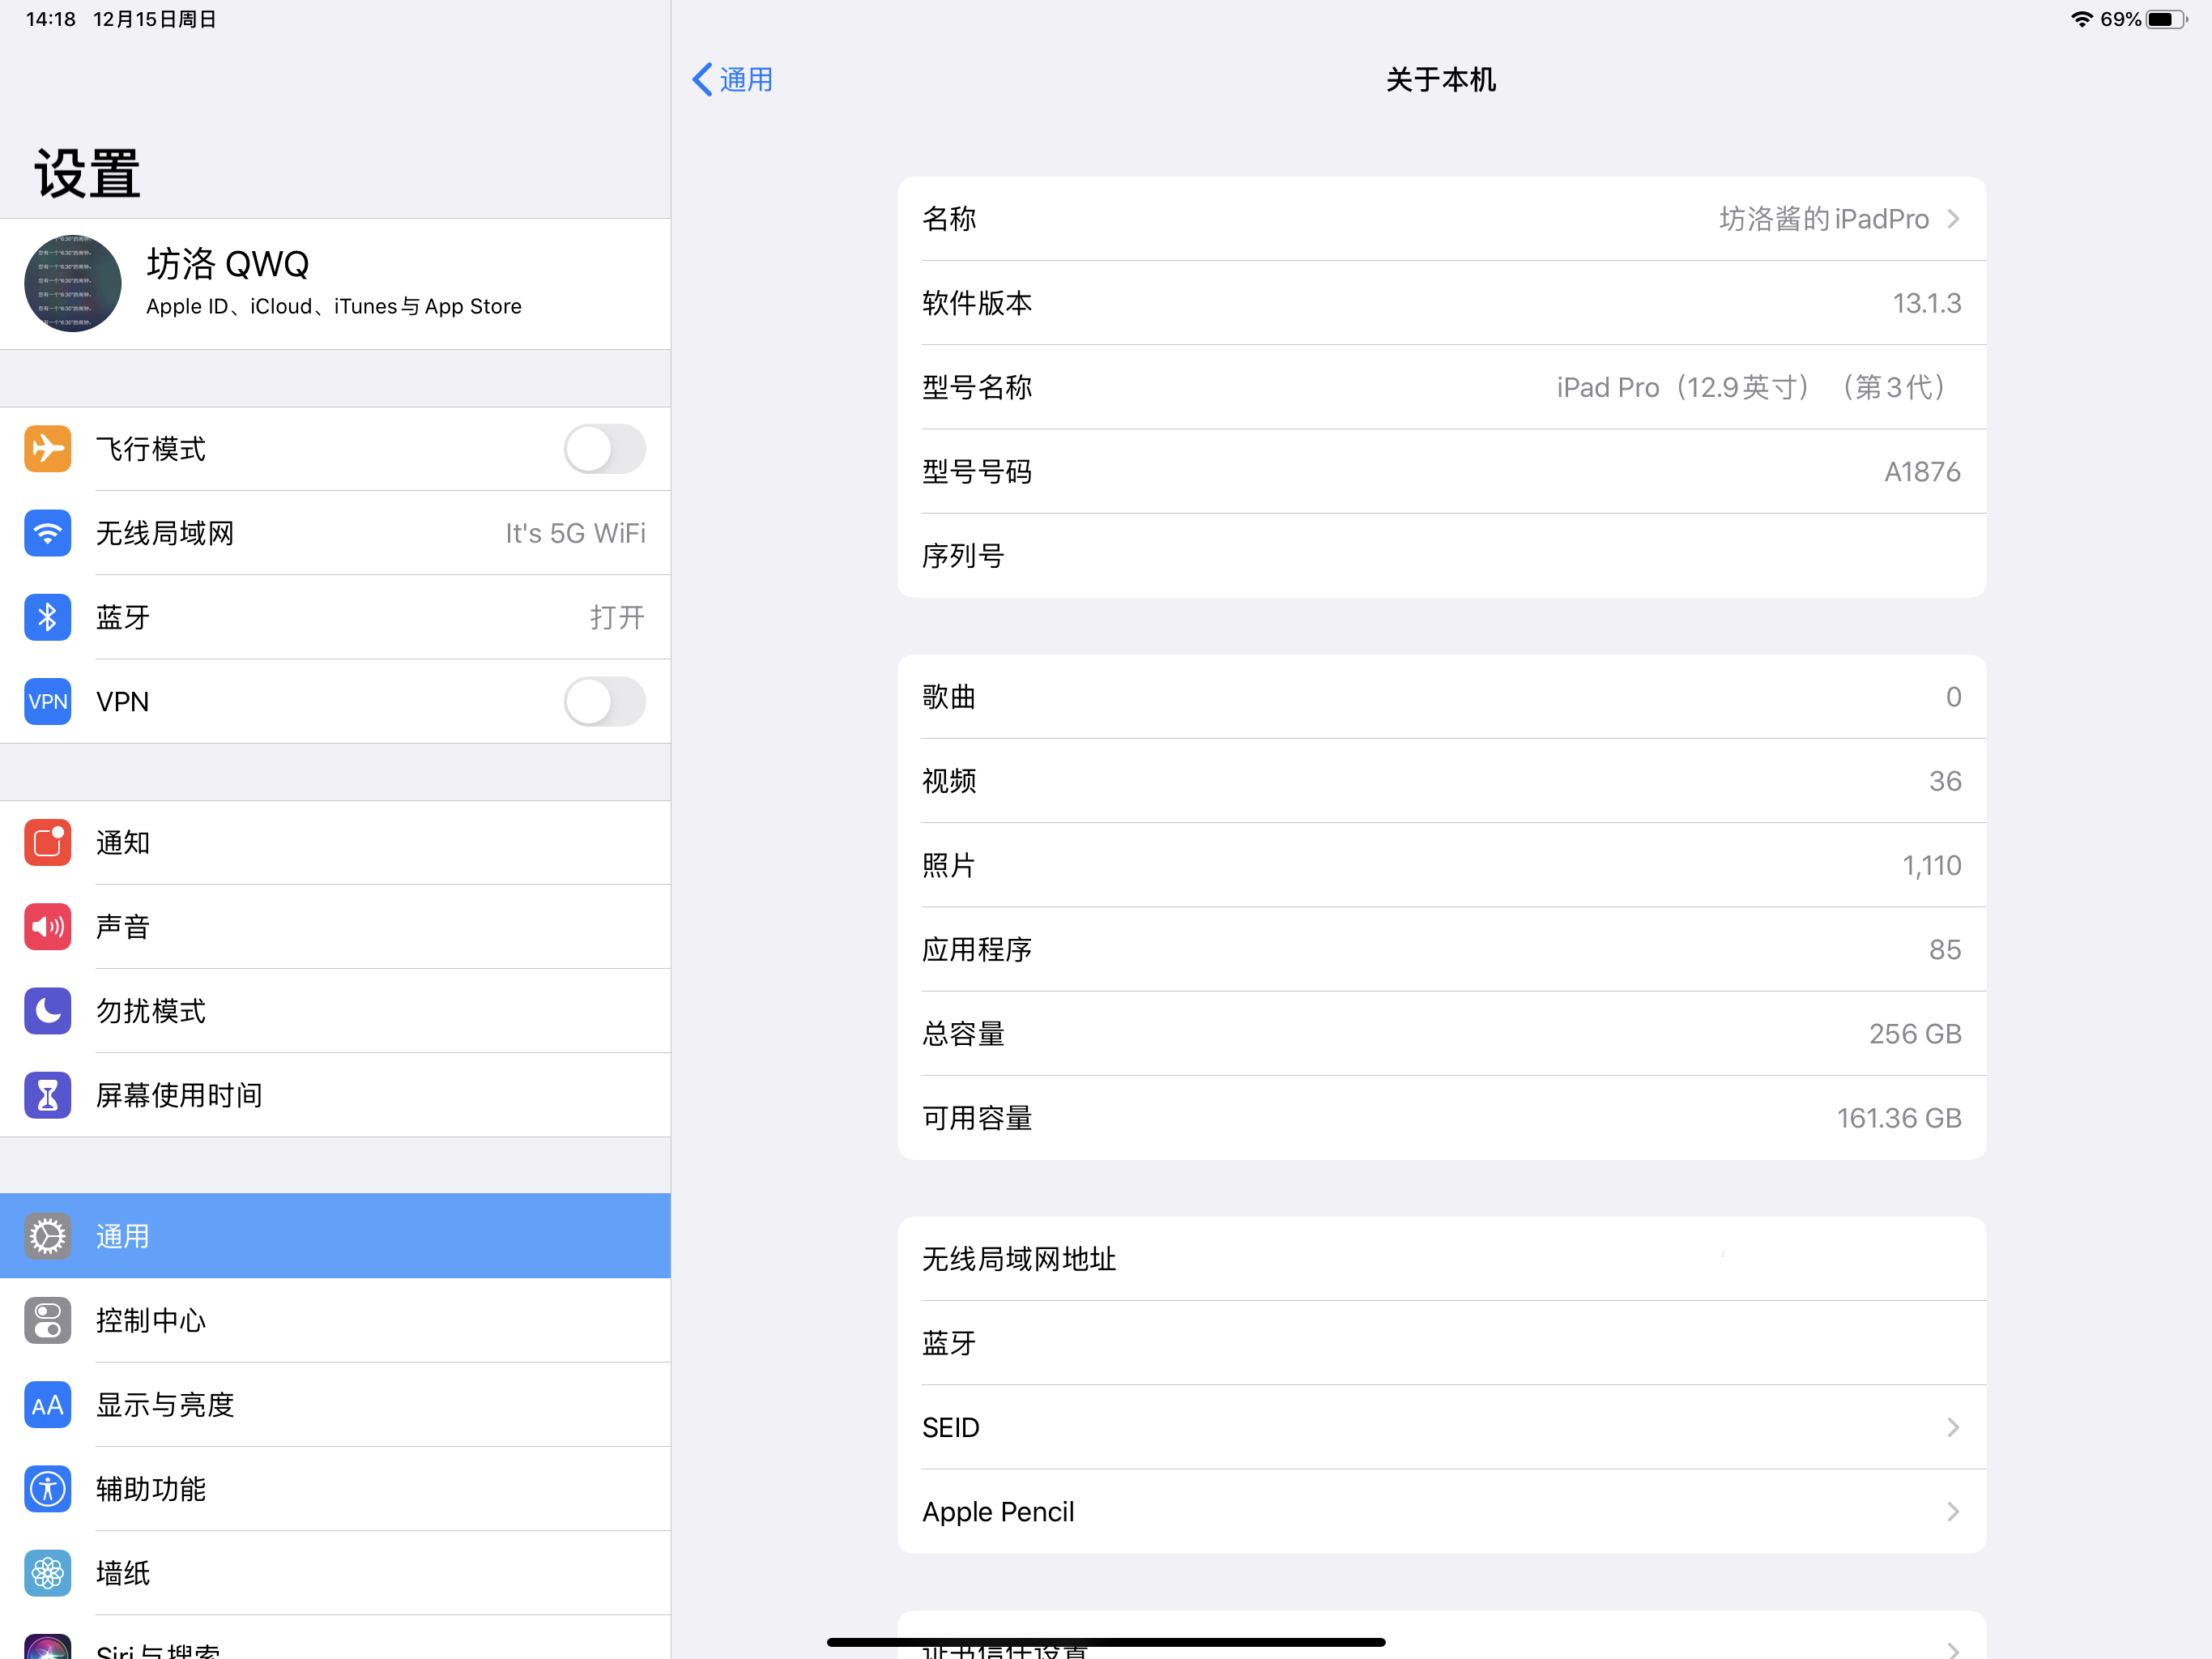 14:18 12月15日周日
69%
设置
坊洛 QWQ
Apple ID、iCloud、iTunes与App Store
飞行模式
无线局域网 It's 5G WiFi
蓝牙 打开
VPN VPN
通知
声音
勿扰模式
屏幕使用时间
通用
控制中心
AA 显示与亮度
辅助功能
墙纸
Siri与搜索
通用 关于本机
名称 坊洛酱的iPadPro
软件版本 13.1.3
型号名称 iPad Pro（12.9英寸）（第3代）
型号号码 A1876
序列号
歌曲 0
视频 36
照片 1,110
应用程序 85
总容量 256 GB
可用容量 161.36 GB
无线局域网地址
蓝牙
SEID
Apple Pencil
证书信任设置